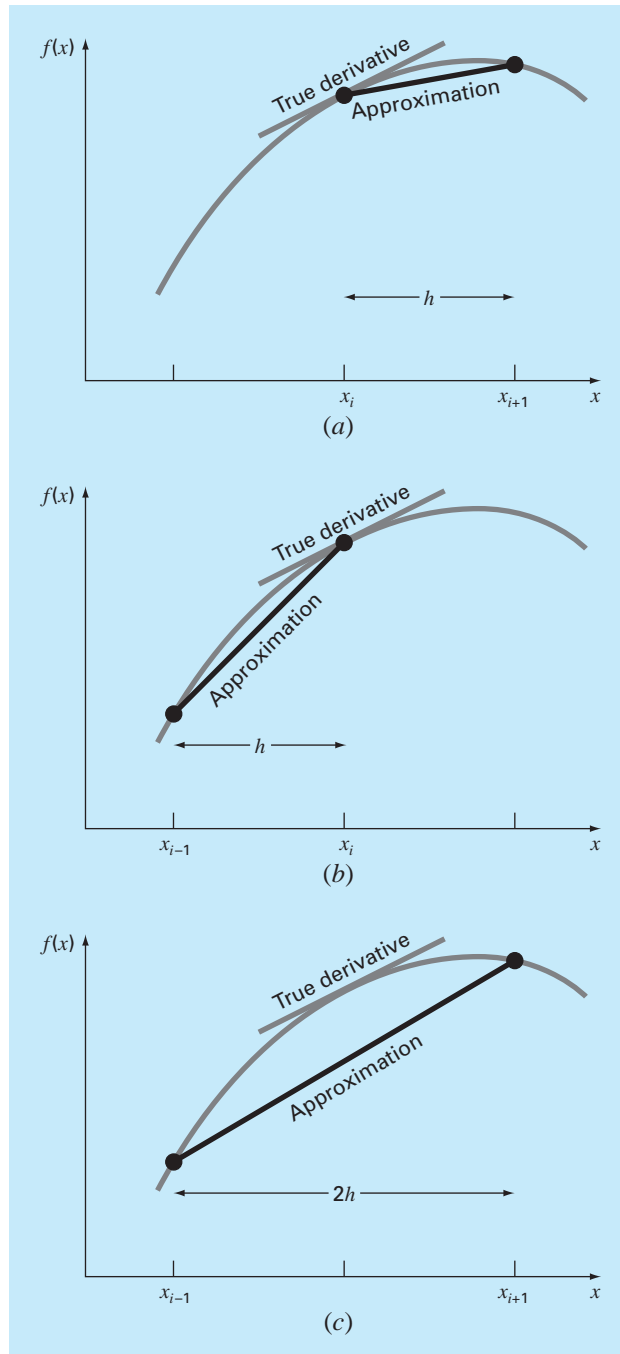 f(x)
True derivative
Approximation
h
x_i
x_{i+1}
x
(a)
f(x)
True derivative
Approximation
h
x_{i–1}
x_i
x
(b)
f(x)
True derivative
Approximation
2h
x_{i–1}
x_{i+1}
x
(c)